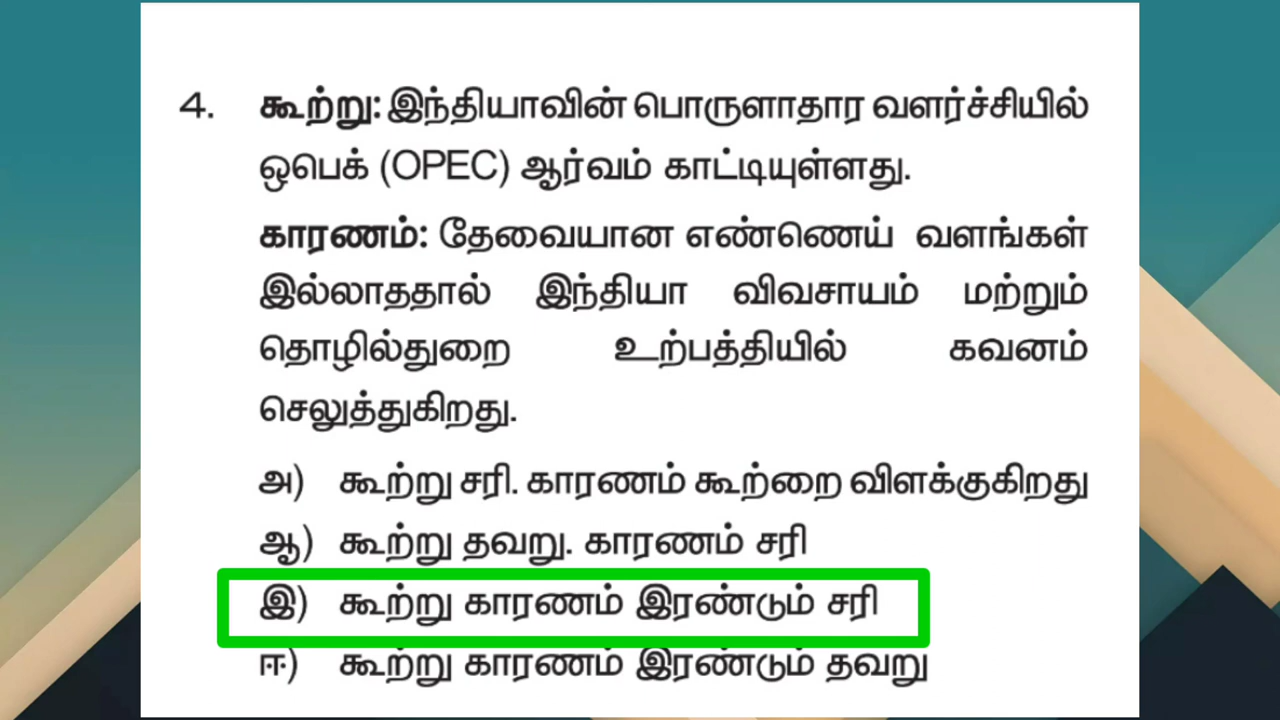 4. கூற்று: இந்தியாவின் பொருளாதார வளர்ச்சியில்
ஒபெக் (OPEC) ஆர்வம் காட்டியுள்ளது.
காரணம்: தேவையான எண்ணெய் வளங்கள்
இல்லாததால் இந்தியா விவசாயம் மற்றும்
தொழில்துறை உற்பத்தியில் கவனம்
செலுத்துகிறது.
அ) கூற்று சரி. காரணம் கூற்றை விளக்குகிறது
ஆ) கூற்று தவறு. காரணம் சரி
இ) கூற்று காரணம் இரண்டும் சரி
ஈ) கூற்று காரணம் இரண்டும் தவறு